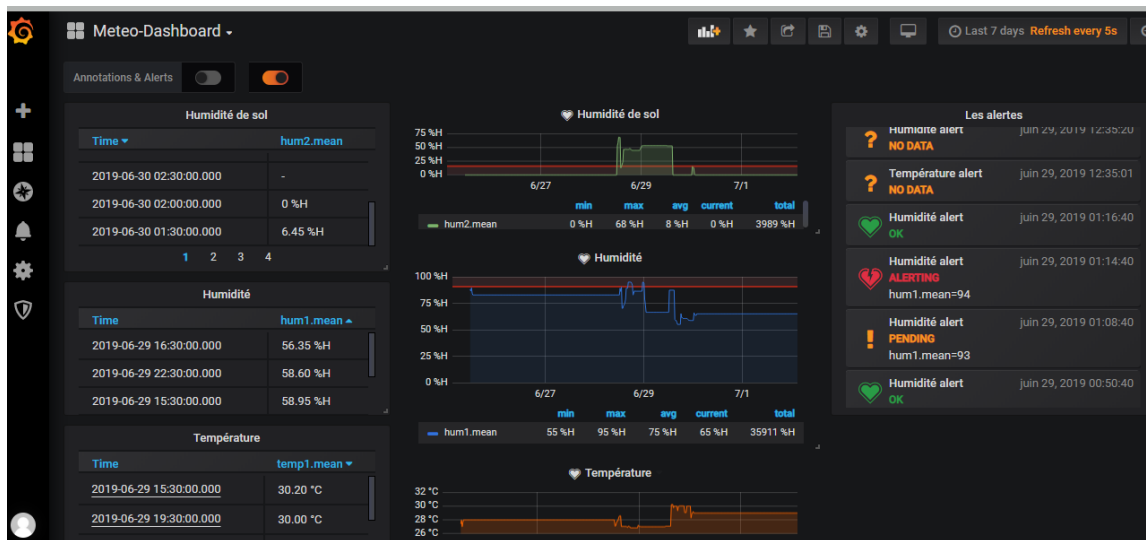 Meteo-Dashboard
Last 7 days Refresh every 5s
Annotations & Alerts
Humidité de sol
Time hum2.mean
2019-06-30 02:30:00.000 -
2019-06-30 02:00:00.000 0 %H
2019-06-30 01:30:00.000 6.45 %H
1 2 3 4
Humidité
Time hum1.mean
2019-06-29 16:30:00.000 56.35 %H
2019-06-29 22:30:00.000 58.60 %H
2019-06-29 15:30:00.000 58.95 %H
Température
Time temp1.mean
2019-06-29 15:30:00.000 30.20 °C
2019-06-29 19:30:00.000 30.00 °C
Humidité de sol
75 %H
50 %H
25 %H
0 %H
6/27 6/29 7/1
min max avg current total
hum2.mean 0 %H 68 %H 8 %H 0 %H 3989 %H
Humidité
100 %H
75 %H
50 %H
25 %H
0 %H
6/27 6/29 7/1
min max avg current total
hum1.mean 55 %H 95 %H 75 %H 65 %H 35911 %H
Température
32 °C
30 °C
28 °C
26 °C
Les alertes
Humidité alert juin 29, 2019 12:35:20
NO DATA
Température alert juin 29, 2019 12:35:01
NO DATA
Humidité alert juin 29, 2019 01:16:40
OK
Humidité alert juin 29, 2019 01:14:40
ALERTING
hum1.mean=94
Humidité alert juin 29, 2019 01:08:40
PENDING
hum1.mean=93
Humidité alert juin 29, 2019 00:50:40
OK